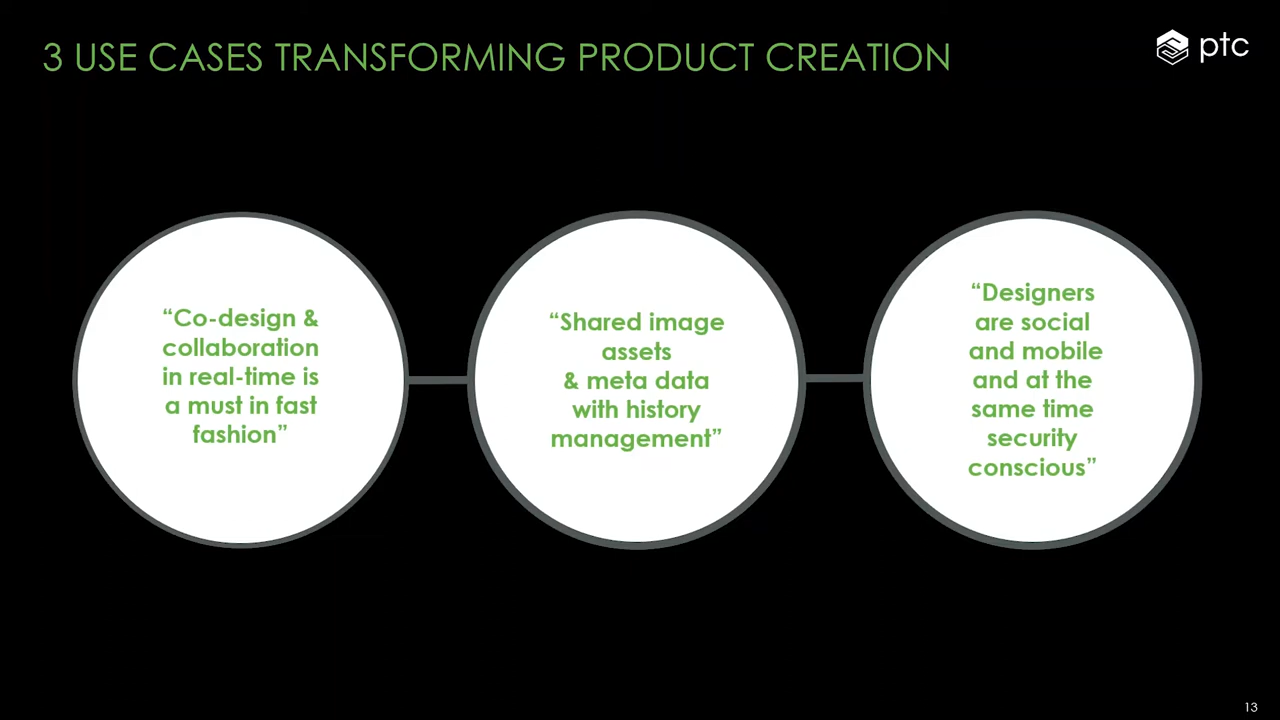 3 USE CASES TRANSFORMING PRODUCT CREATION
ptc
“Co-design &
collaboration
in real-time is
a must in fast
fashion”
“Shared image
assets
& meta data
with history
management”
“Designers
are social
and mobile
and at the
same time
security
conscious”
13